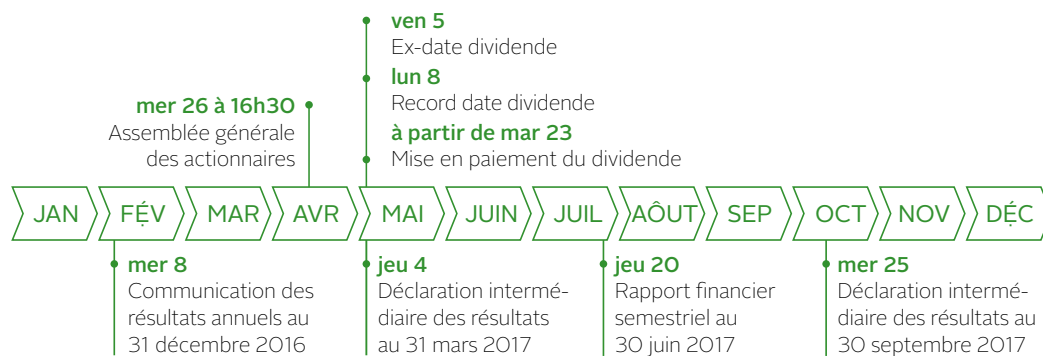 ven 5
Ex-date dividende
lun 8
Record date dividende
mer 26 à 16h30
Assemblée générale
des actionnaires
à partir de mar 23
Mise en paiement du dividende
JAN FÉV MAR AVR MAI JUIN JUIL AÔUT SEP OCT NOV DÉC
mer 8
Communication des
résultats annuels au
31 décembre 2016
jeu 4
Déclaration intermé-
diaire des résultats
au 31 mars 2017
jeu 20
Rapport financier
semestriel au
30 juin 2017
mer 25
Déclaration intermé-
diaire des résultats au
30 septembre 2017